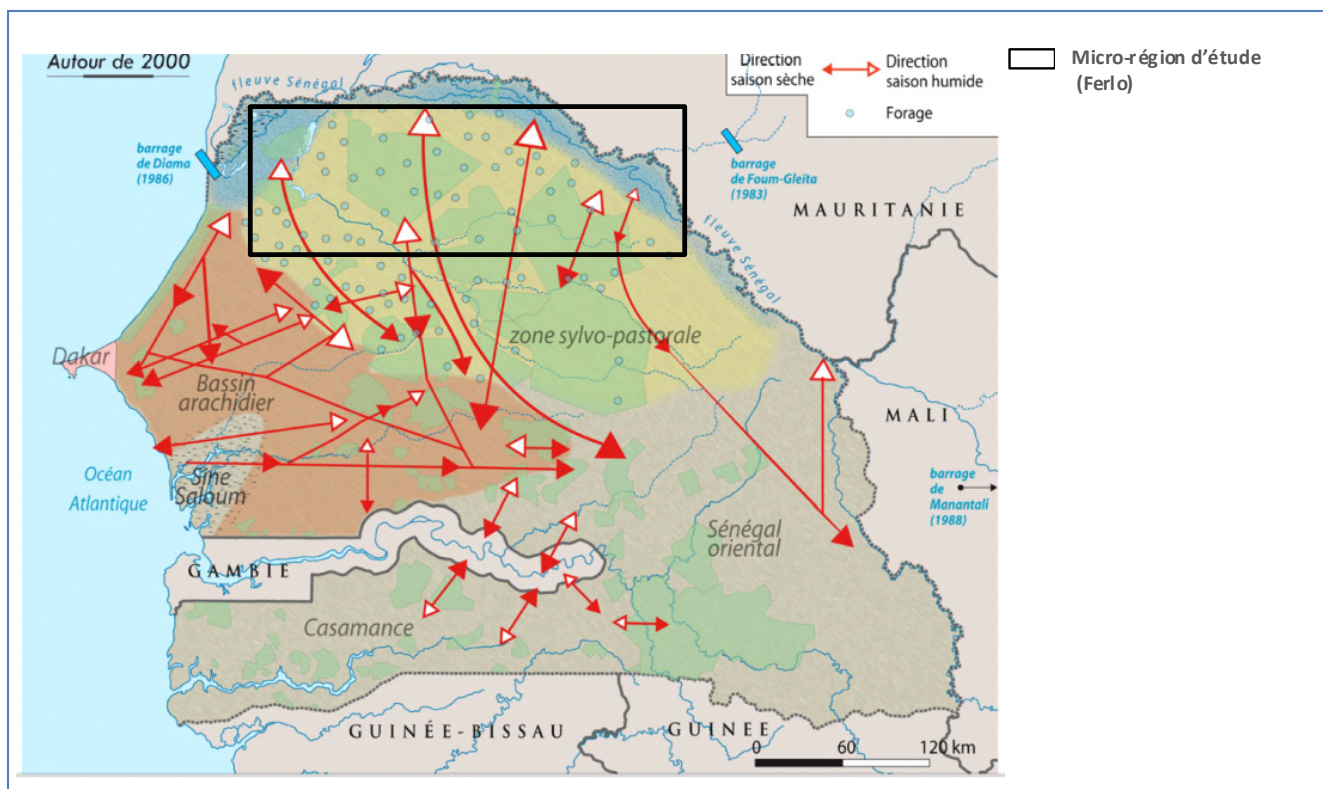 Autour de 2000
fleuve Sénégal
Direction
saison sèche
Direction
saison humide
Forage
Micro-région d'étude
(Ferlo)
barrage
de Diama
(1986)
barrage
de Foum-Gleïta
(1983)
MAURITANIE
fleuve Sénégal
zone sylvo-pastorale
Dakar
Bassin
arachidier
MALI
Océan
Atlantique
Sine
Saloum
barrage
de
Manantali
(1988)
Sénégal
oriental
GAMBIE
Casamance
GUINÉE-BISSAU
GUINEE
0 60 120 km